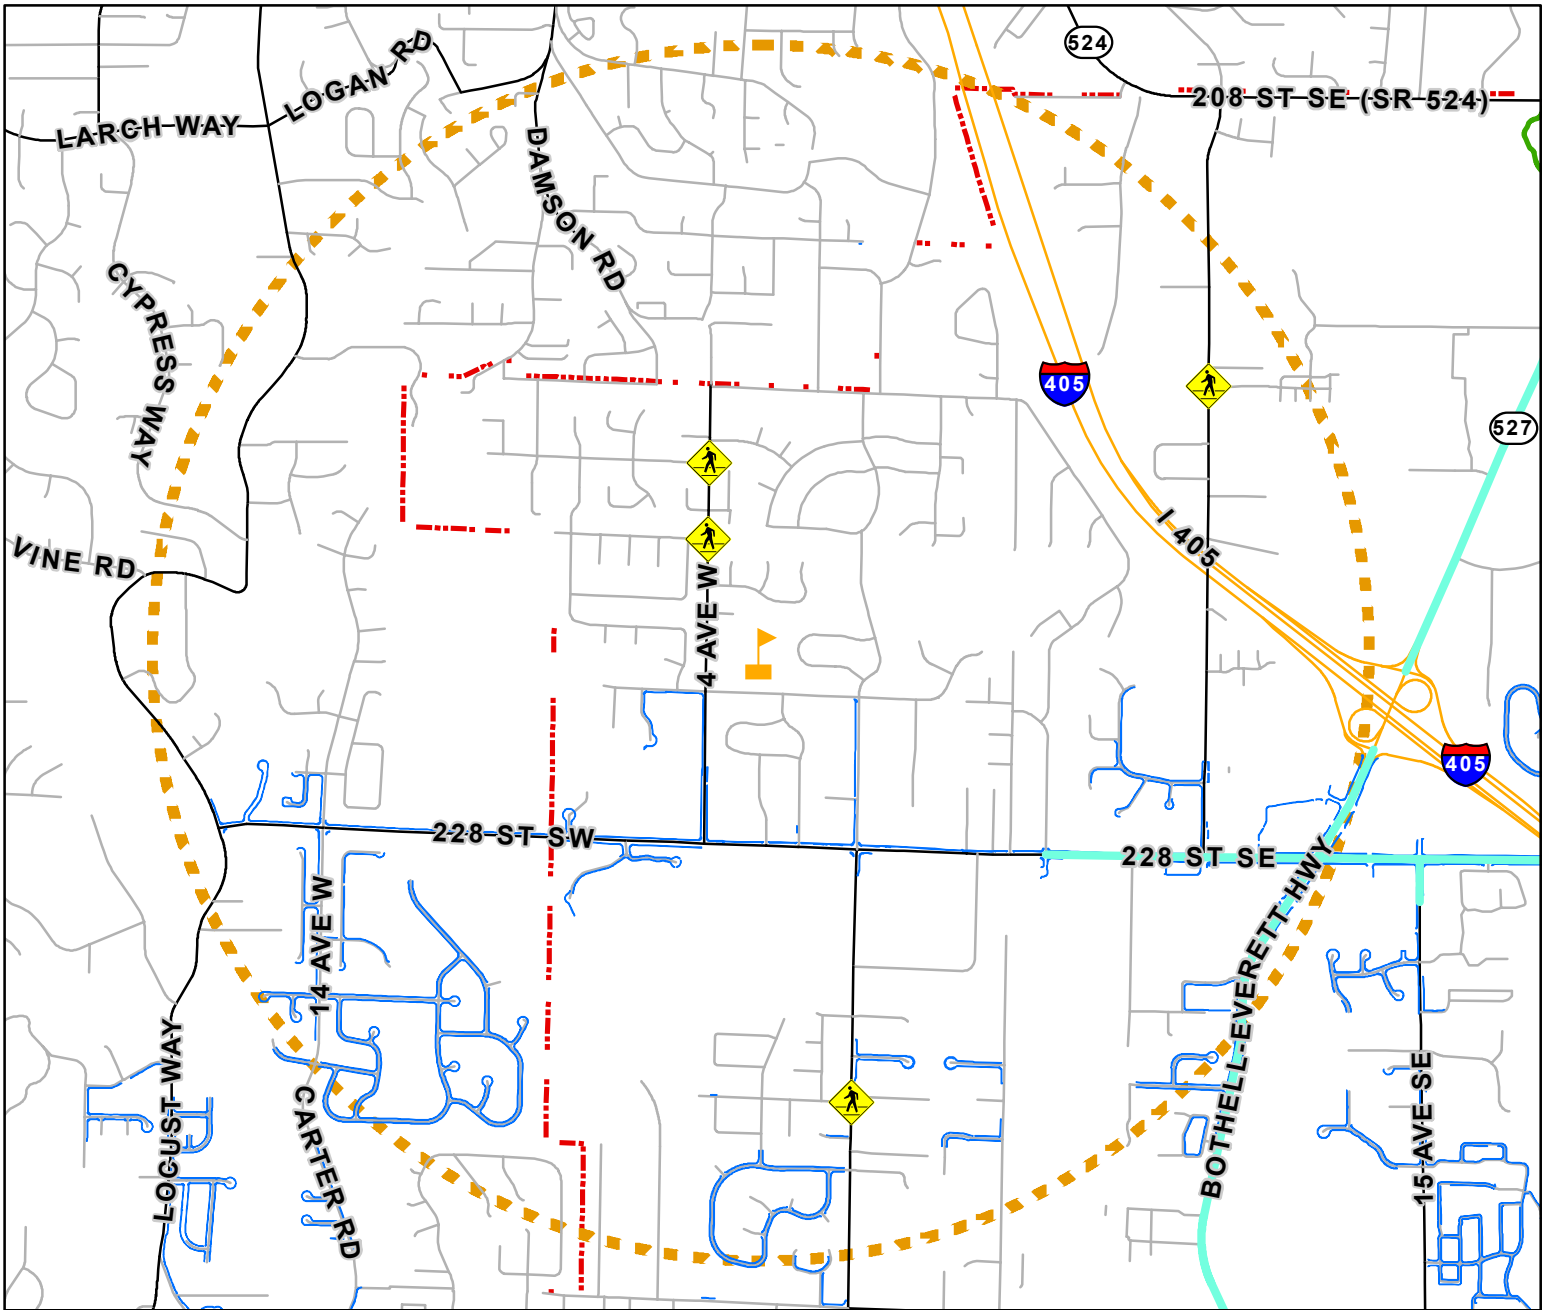 524
208 ST SE (SR 524)
LOGAN RD
LARCH WAY
DAMSON RD
CYPRESS WAY
405
527
I 405
VINE RD
4 AVE W
405
228 ST SW
228 ST SE
BOTHELL-EVERETT HWY
14 AVE W
LOCUST WAY
CARTER RD
15 AVE SE